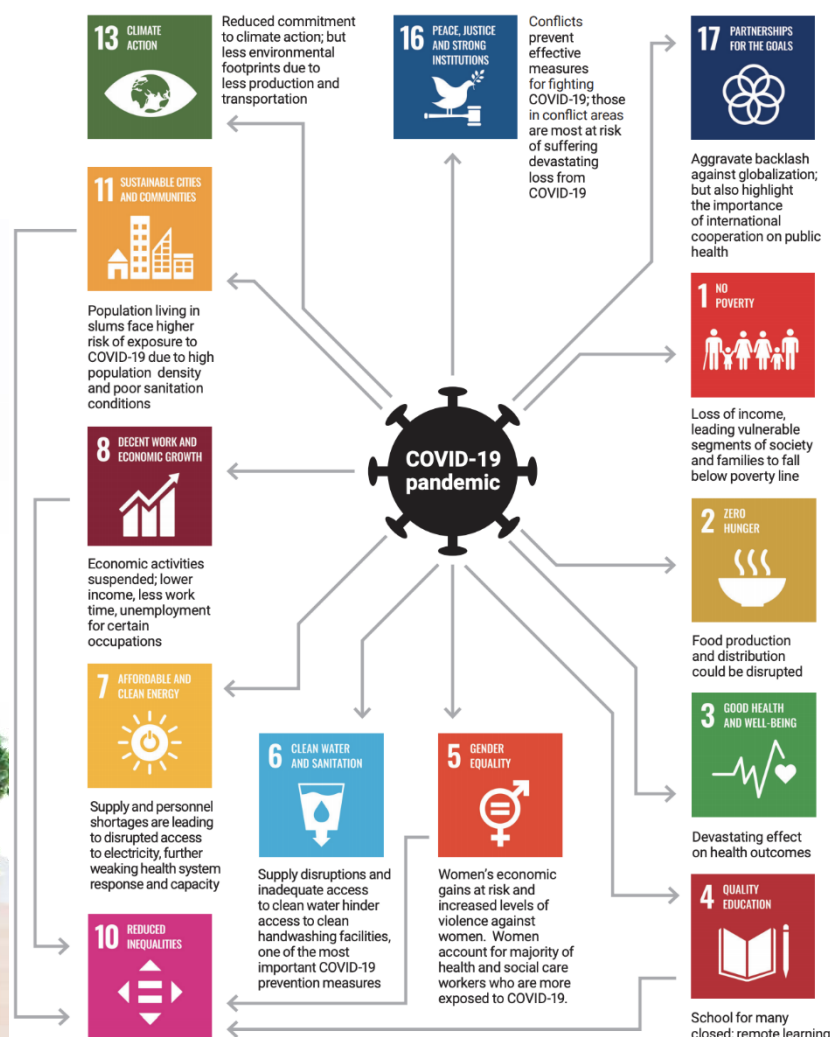 13 CLIMATE
ACTION
Reduced commitment
to climate action; but
less environmental
footprints due to
less production and
transportation
16 PEACE, JUSTICE
AND STRONG
INSTITUTIONS
Conflicts
prevent
effective
measures
for fighting
COVID-19; those
in conflict areas
are most at risk
of suffering
devastating
loss from
COVID-19
17 PARTNERSHIPS
FOR THE GOALS
Aggravate backlash
against globalization;
but also highlight
the importance
of international
cooperation on public
health
11 SUSTAINABLE CITIES
AND COMMUNITIES
Population living in
slums face higher
risk of exposure to
COVID-19 due to high
population density
and poor sanitation
conditions
1 NO
POVERTY
Loss of income,
leading vulnerable
segments of society
and families to fall
below poverty line
COVID-19
pandemic
8 DECENT WORK AND
ECONOMIC GROWTH
Economic activities
suspended; lower
income, less work
time, unemployment
for certain
occupations
2 ZERO
HUNGER
Food production
and distribution
could be disrupted
7 AFFORDABLE AND
CLEAN ENERGY
Supply and personnel
shortages are leading
to disrupted access
to electricity, further
weaking health system
response and capacity
6 CLEAN WATER
AND SANITATION
Supply disruptions and
inadequate access
to clean water hinder
access to clean
handwashing facilities,
one of the most
important COVID-19
prevention measures
5 GENDER
EQUALITY
Women's economic
gains at risk and
increased levels of
violence against
women. Women
account for majority of
health and social care
workers who are more
exposed to COVID-19.
3 GOOD HEALTH
AND WELL-BEING
Devastating effect
on health outcomes
4 QUALITY
EDUCATION
School for many
closed; remote learning
10 REDUCED
INEQUALITIES